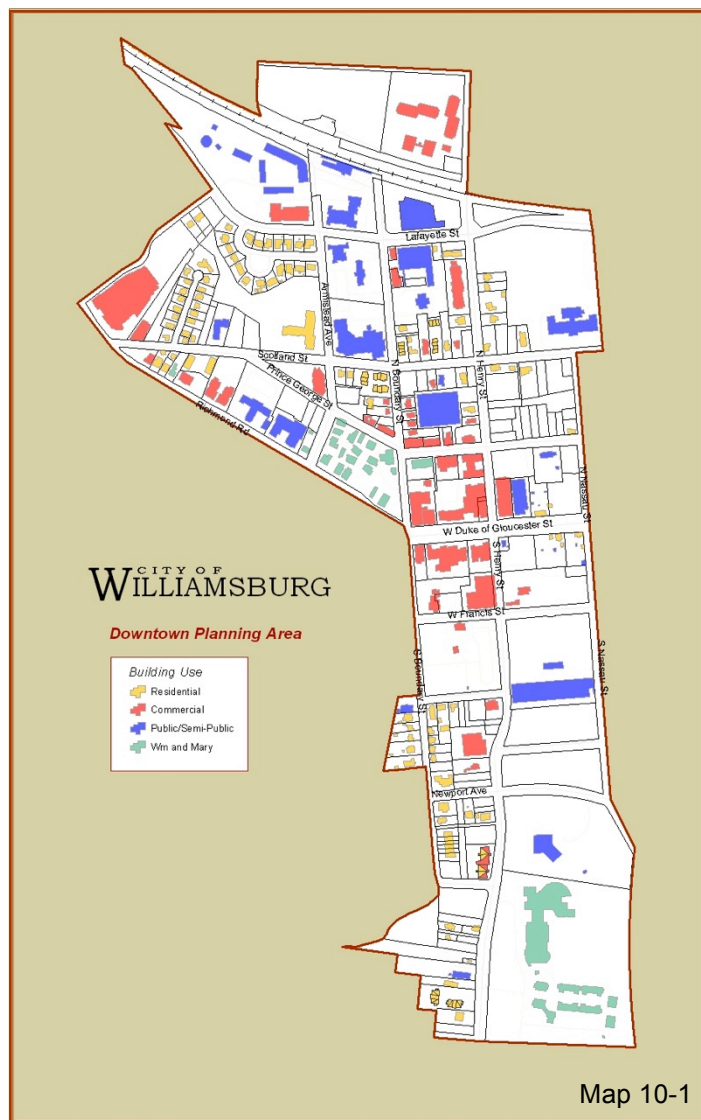 Lafayette St
Armistead Ave
Scotland St
Prince George St
N Boundary St
N Henry St
Richmond Rd
N Nassau St
W Duke of Gloucester St
S Henry St
CITY OF
WILLIAMSBURG
W Francis St
Downtown Planning Area
S Boundary St
S Nassau St
Building Use
Residential
Commercial
Public/Semi-Public
Wm and Mary
Newport Ave
Map 10-1